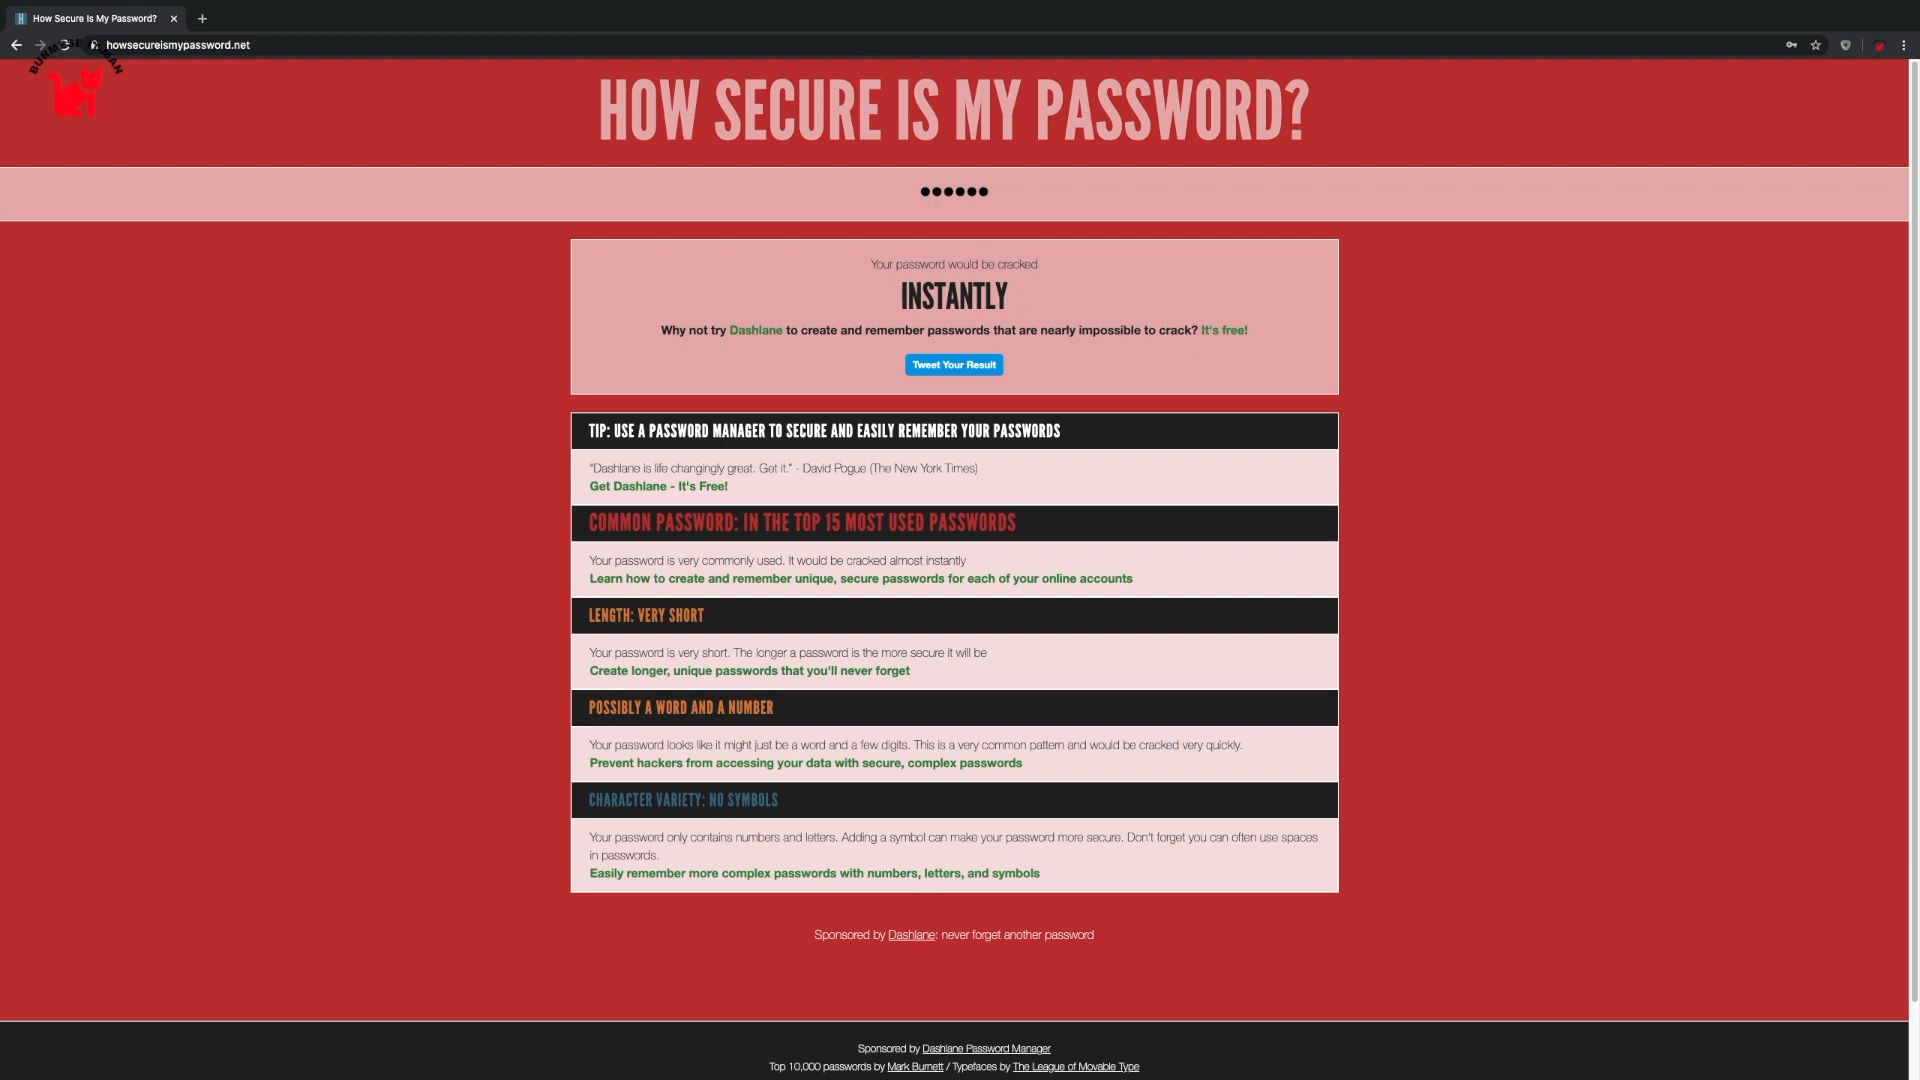 How Secure Is My Password?
howsecureismypassword.net
HOW SECURE IS MY PASSWORD?
Your password would be cracked
INSTANTLY
Why not try Dashlane to create and remember passwords that are nearly impossible to crack? It's free!
Tweet Your Result
TIP: USE A PASSWORD MANAGER TO SECURE AND EASILY REMEMBER YOUR PASSWORDS
"Dashlane is life changingly great. Get it." - David Pogue (The New York Times)
Get Dashlane - It's Free!
COMMON PASSWORD: IN THE TOP 15 MOST USED PASSWORDS
Your password is very commonly used. It would be cracked almost instantly
Learn how to create and remember unique, secure passwords for each of your online accounts
LENGTH: VERY SHORT
Your password is very short. The longer a password is the more secure it will be
Create longer, unique passwords that you'll never forget
POSSIBLY A WORD AND A NUMBER
Your password looks like it might just be a word and a few digits. This is a very common pattern and would be cracked very quickly.
Prevent hackers from accessing your data with secure, complex passwords
CHARACTER VARIETY: NO SYMBOLS
Your password only contains numbers and letters. Adding a symbol can make your password more secure. Don't forget you can often use spaces
in passwords.
Easily remember more complex passwords with numbers, letters, and symbols
Sponsored by Dashlane: never forget another password
Sponsored by Dashlane Password Manager
Top 10,000 passwords by Mark Burnett / Typefaces by The League of Movable Type